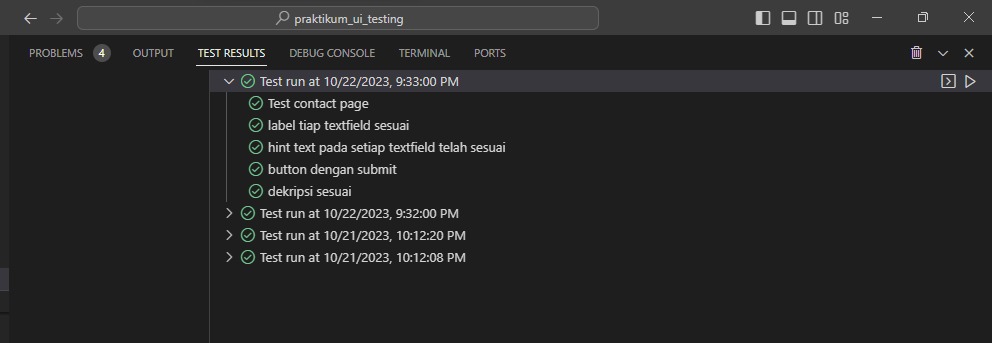 praktikum_ui_testing
PROBLEMS 4 OUTPUT TEST RESULTS DEBUG CONSOLE TERMINAL PORTS
Test run at 10/22/2023, 9:33:00 PM
Test contact page
label tiap textfield sesuai
hint text pada setiap textfield telah sesuai
button dengan submit
dekripsi sesuai
Test run at 10/22/2023, 9:32:00 PM
Test run at 10/21/2023, 10:12:20 PM
Test run at 10/21/2023, 10:12:08 PM